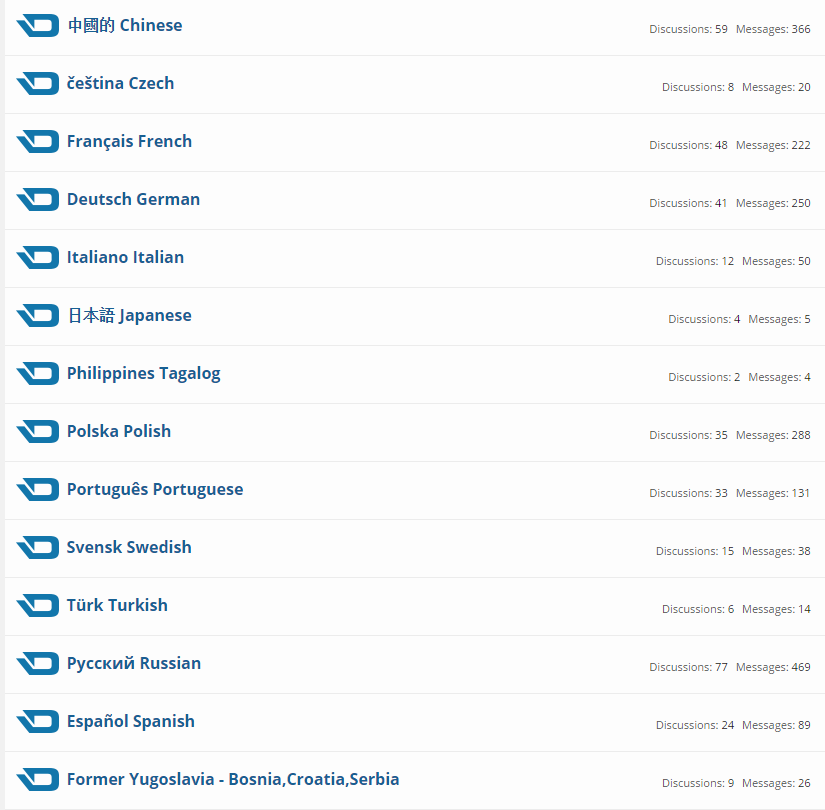 中國的 Chinese
Discussions: 59 Messages: 366
čeština Czech
Discussions: 8 Messages: 20
Français French
Discussions: 48 Messages: 222
Deutsch German
Discussions: 41 Messages: 250
Italiano Italian
Discussions: 12 Messages: 50
日本語 Japanese
Discussions: 4 Messages: 5
Philippines Tagalog
Discussions: 2 Messages: 4
Polska Polish
Discussions: 35 Messages: 288
Português Portuguese
Discussions: 33 Messages: 131
Svensk Swedish
Discussions: 15 Messages: 38
Türk Turkish
Discussions: 6 Messages: 14
Русский Russian
Discussions: 77 Messages: 469
Español Spanish
Discussions: 24 Messages: 89
Former Yugoslavia - Bosnia,Croatia,Serbia
Discussions: 9 Messages: 26